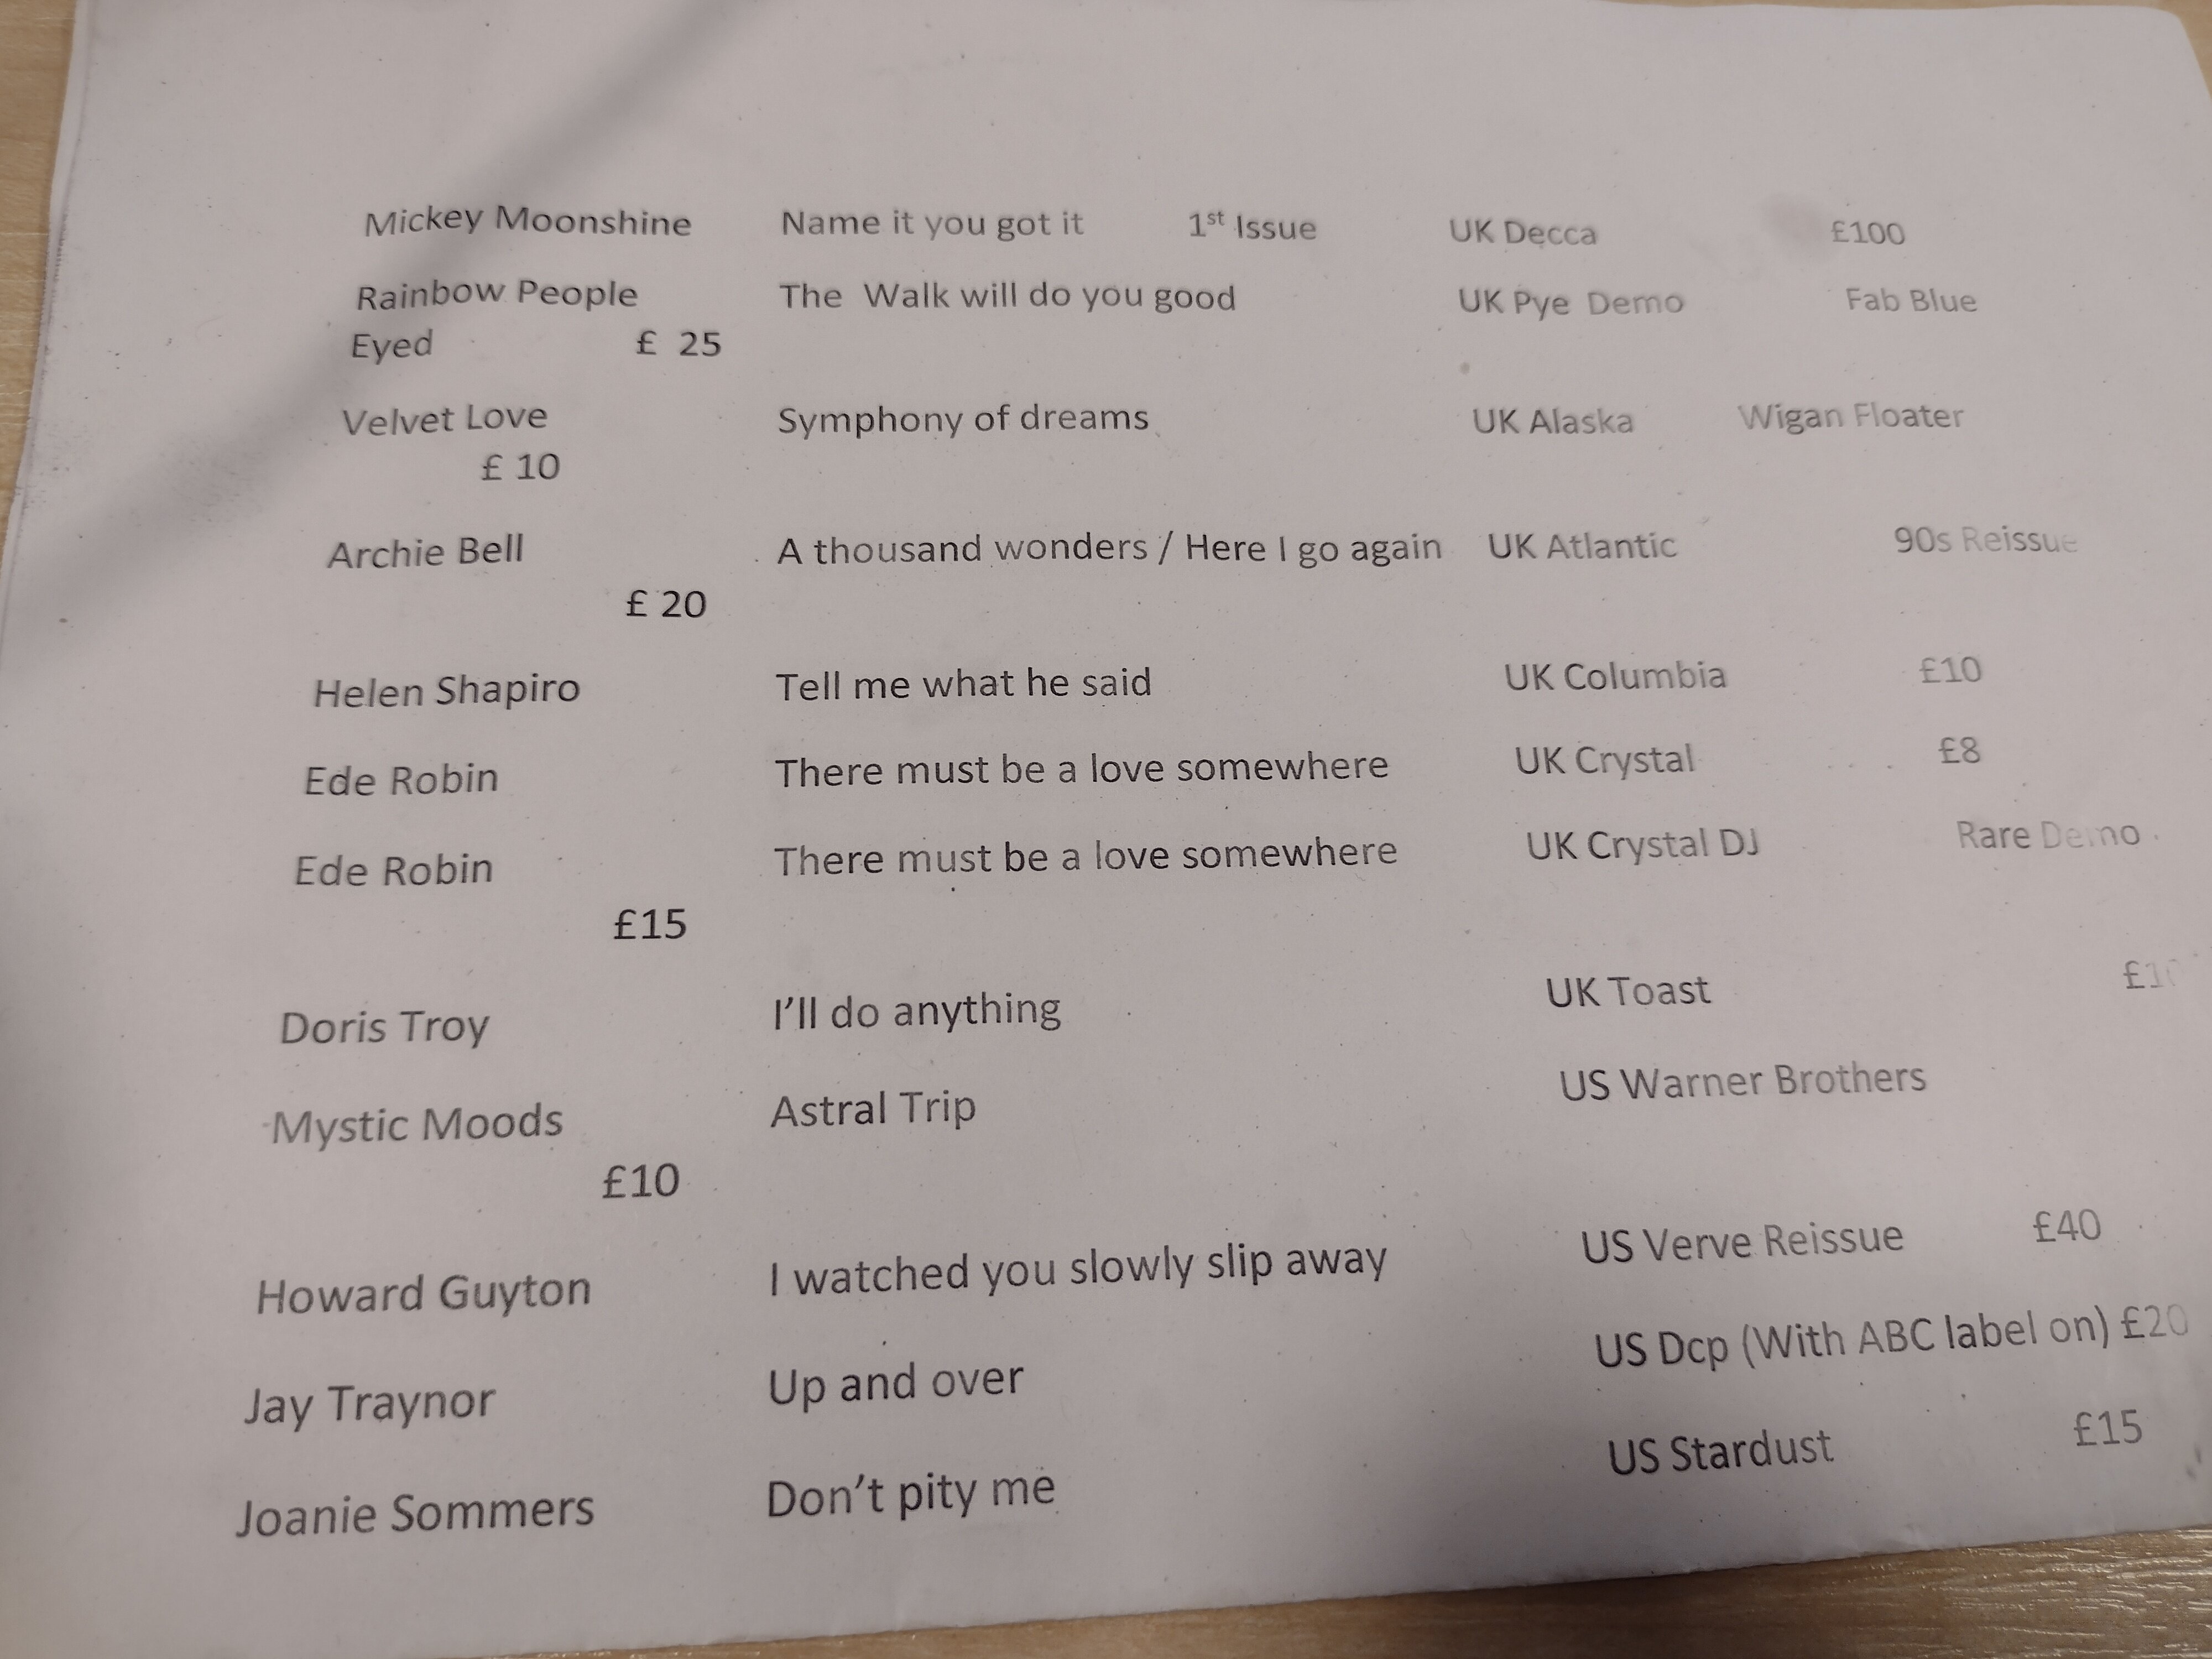 Mickey Moonshine Name it you got it 1st Issue UK Decca £100
Rainbow People The Walk will do you good UK Pye Demo Fab Blue
Eyed £ 25
Velvet Love Symphony of dreams UK Alaska Wigan Floater
£ 10
Archie Bell A thousand wonders / Here I go again UK Atlantic 90s Reissue
£ 20
Helen Shapiro Tell me what he said UK Columbia £10
Ede Robin There must be a love somewhere UK Crystal £8
Ede Robin There must be a love somewhere UK Crystal DJ Rare Demo
£15
Doris Troy I'll do anything UK Toast
Mystic Moods Astral Trip US Warner Brothers
£10
Howard Guyton I watched you slowly slip away US Verve Reissue £40
Jay Traynor Up and over US Dcp (With ABC label on) £20
Joanie Sommers Don't pity me US Stardust £15